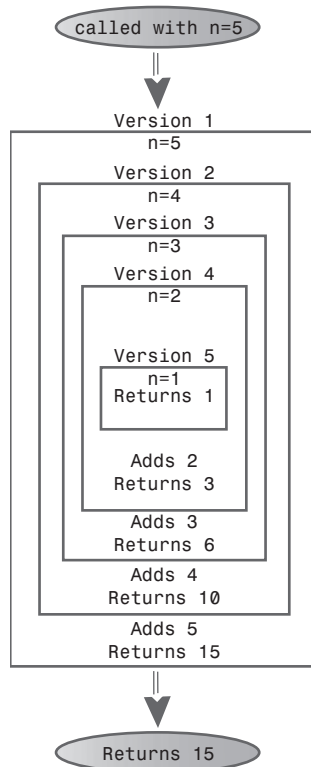 called with n=5
Version 1
n=5
Version 2
n=4
Version 3
n=3
Version 4
n=2
Version 5
n=1
Returns 1
Adds 2
Returns 3
Adds 3
Returns 6
Adds 4
Returns 10
Adds 5
Returns 15
Returns 15